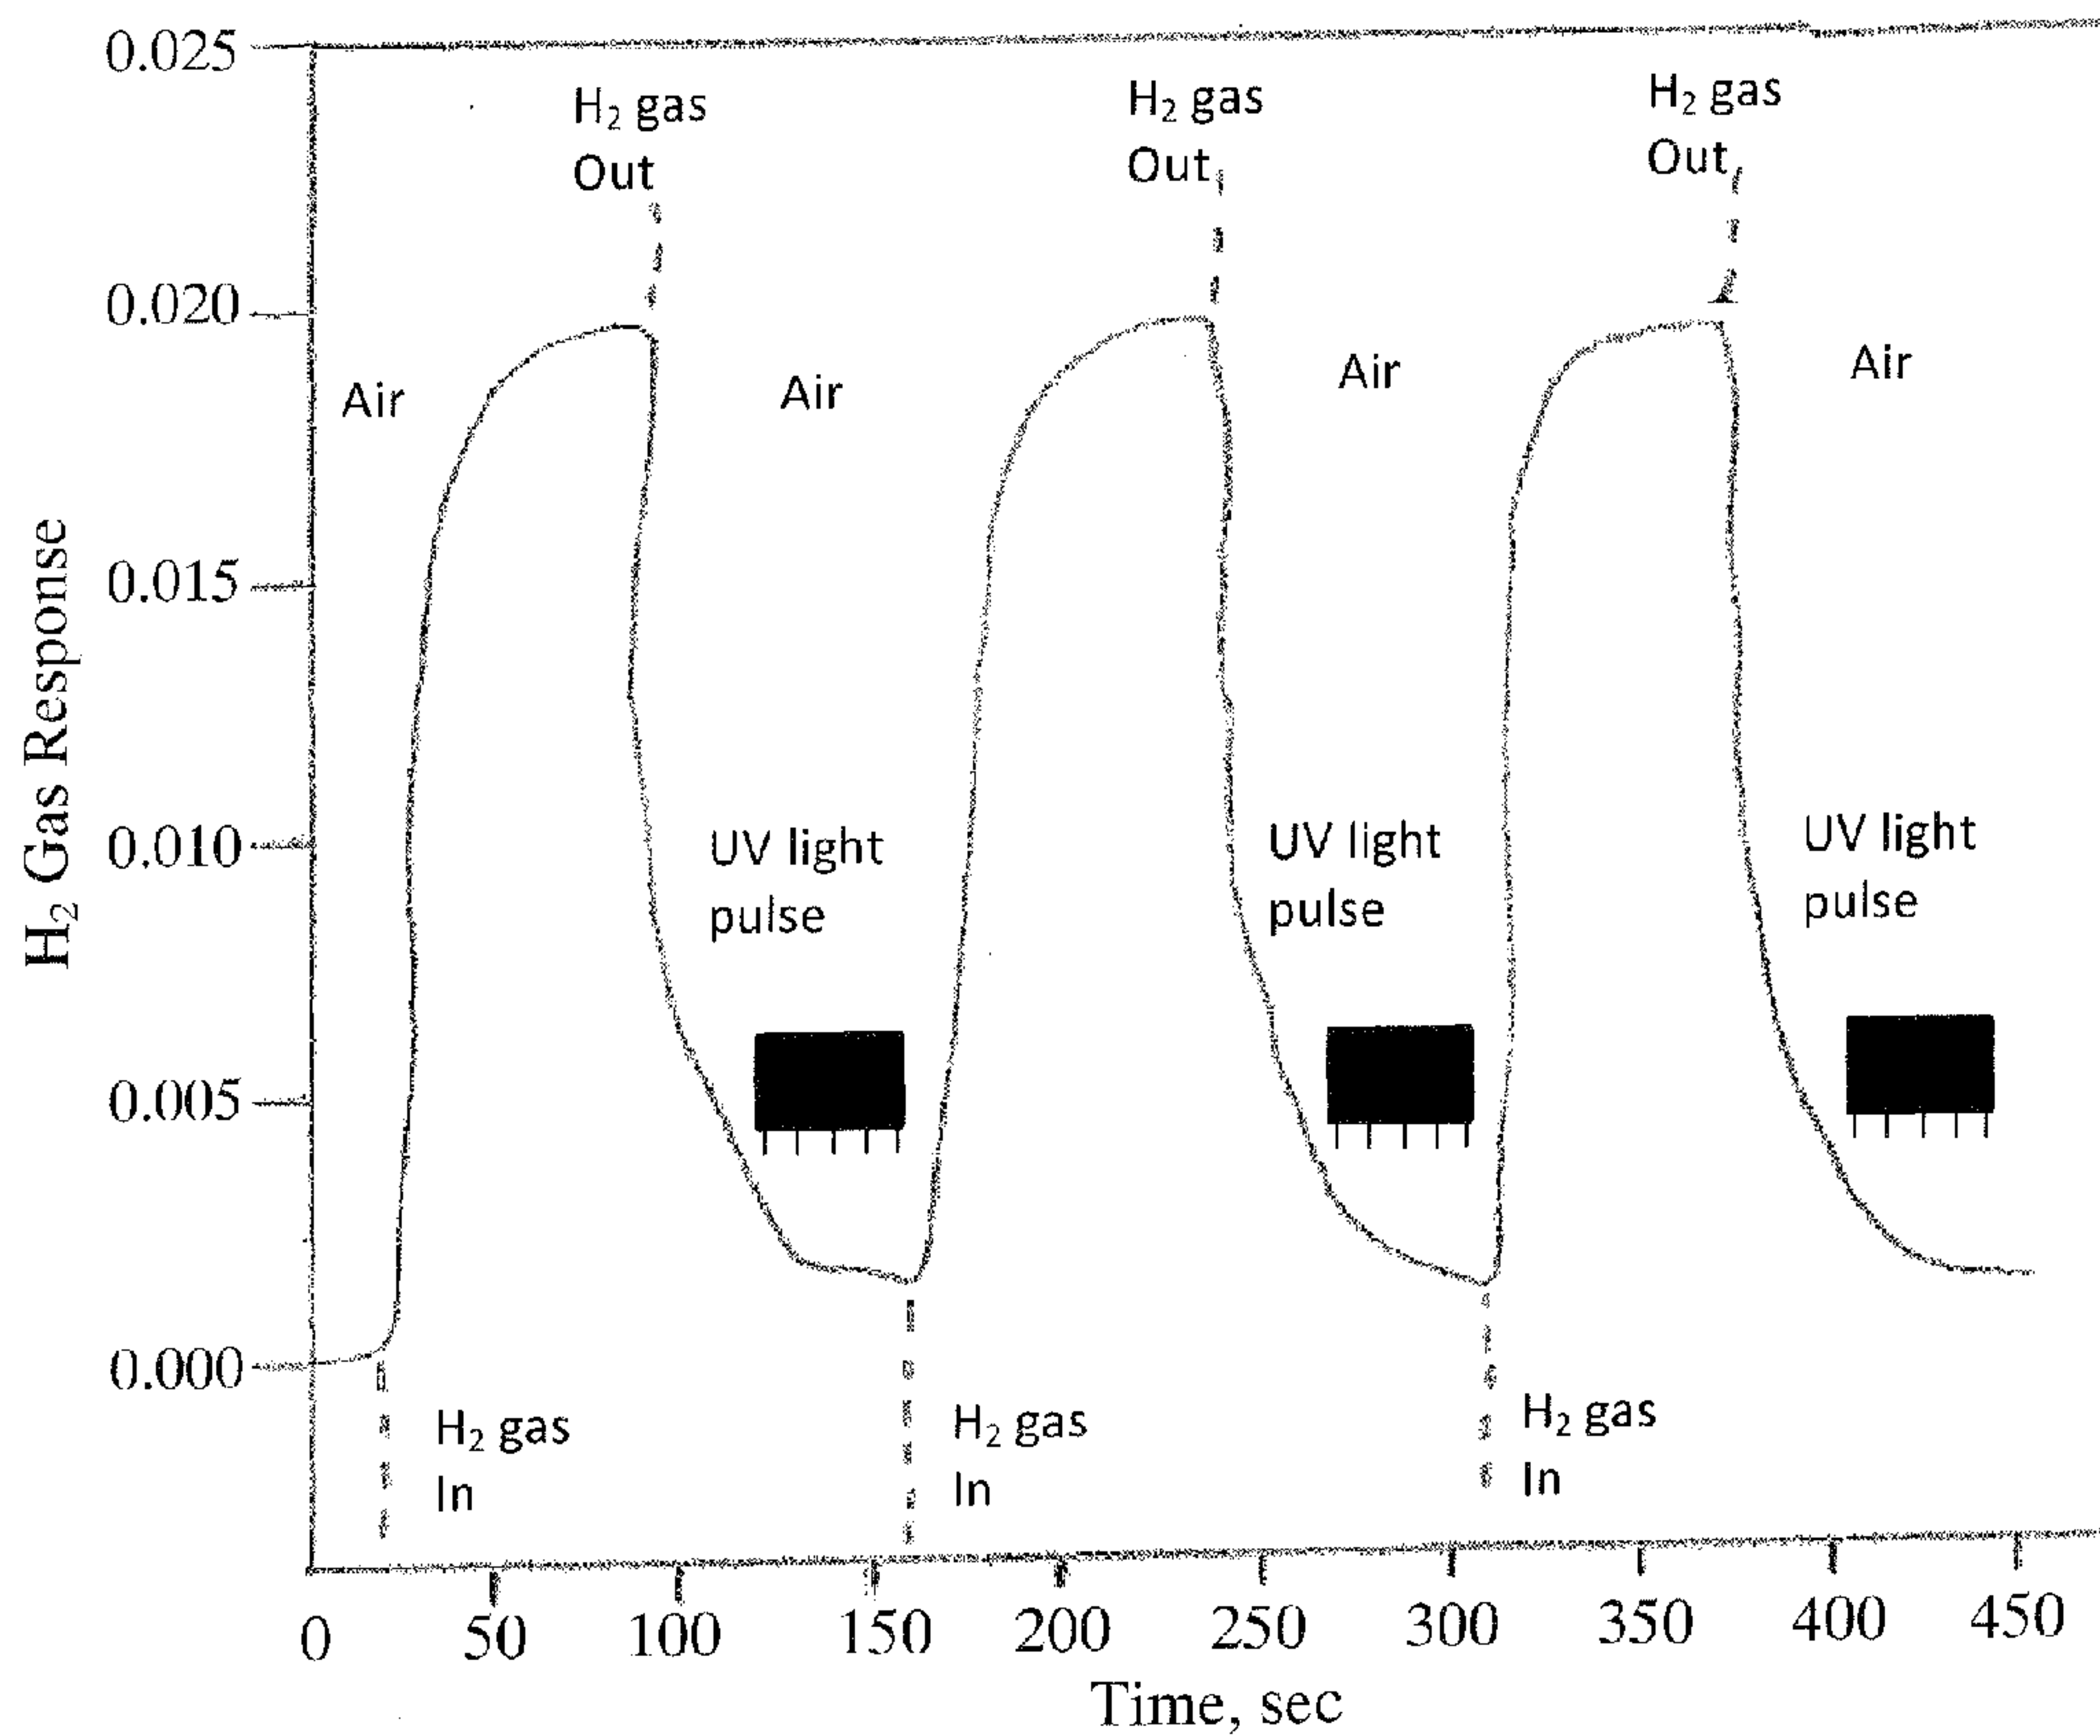 0.025
0.020
0.015
0.010
0.005
0.000
H₂ Gas Response
H₂ gas
Out
H₂ gas
Out
H₂ gas
Out
Air
Air
Air
Air
UV light
pulse
UV light
pulse
UV light
pulse
H₂ gas
In
H₂ gas
In
H₂ gas
In
0 50 100 150 200 250 300 350 400 450
Time, sec